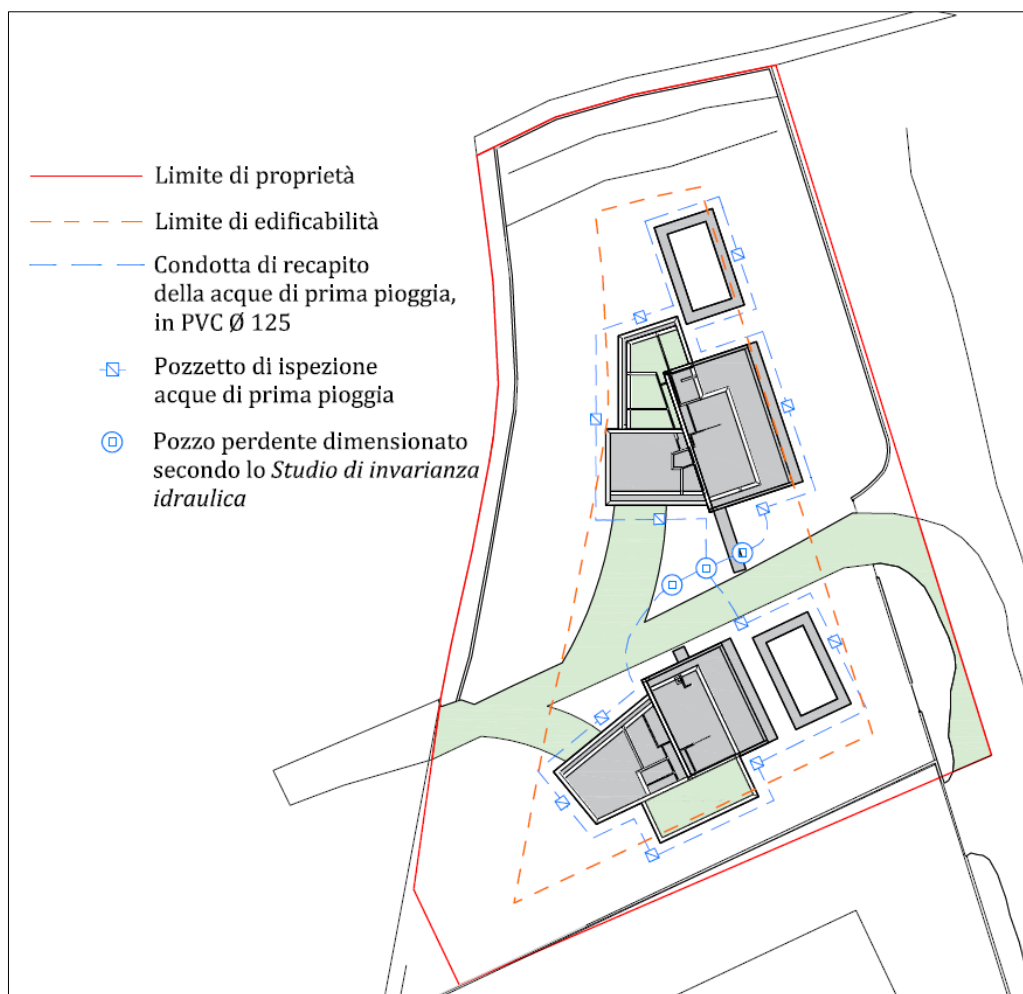 Limite di proprietà
Limite di edificabilità
Condotta di recapito
della acque di prima pioggia,
in PVC Ø 125
Pozzetto di ispezione
acque di prima pioggia
Pozzo perdente dimensionato
secondo lo Studio di invarianza
idraulica